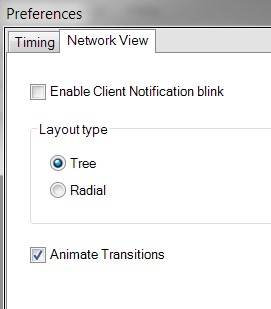 Preferences
Timing Network View
Enable Client Notification blink
Layout type
Tree
Radial
Animate Transitions